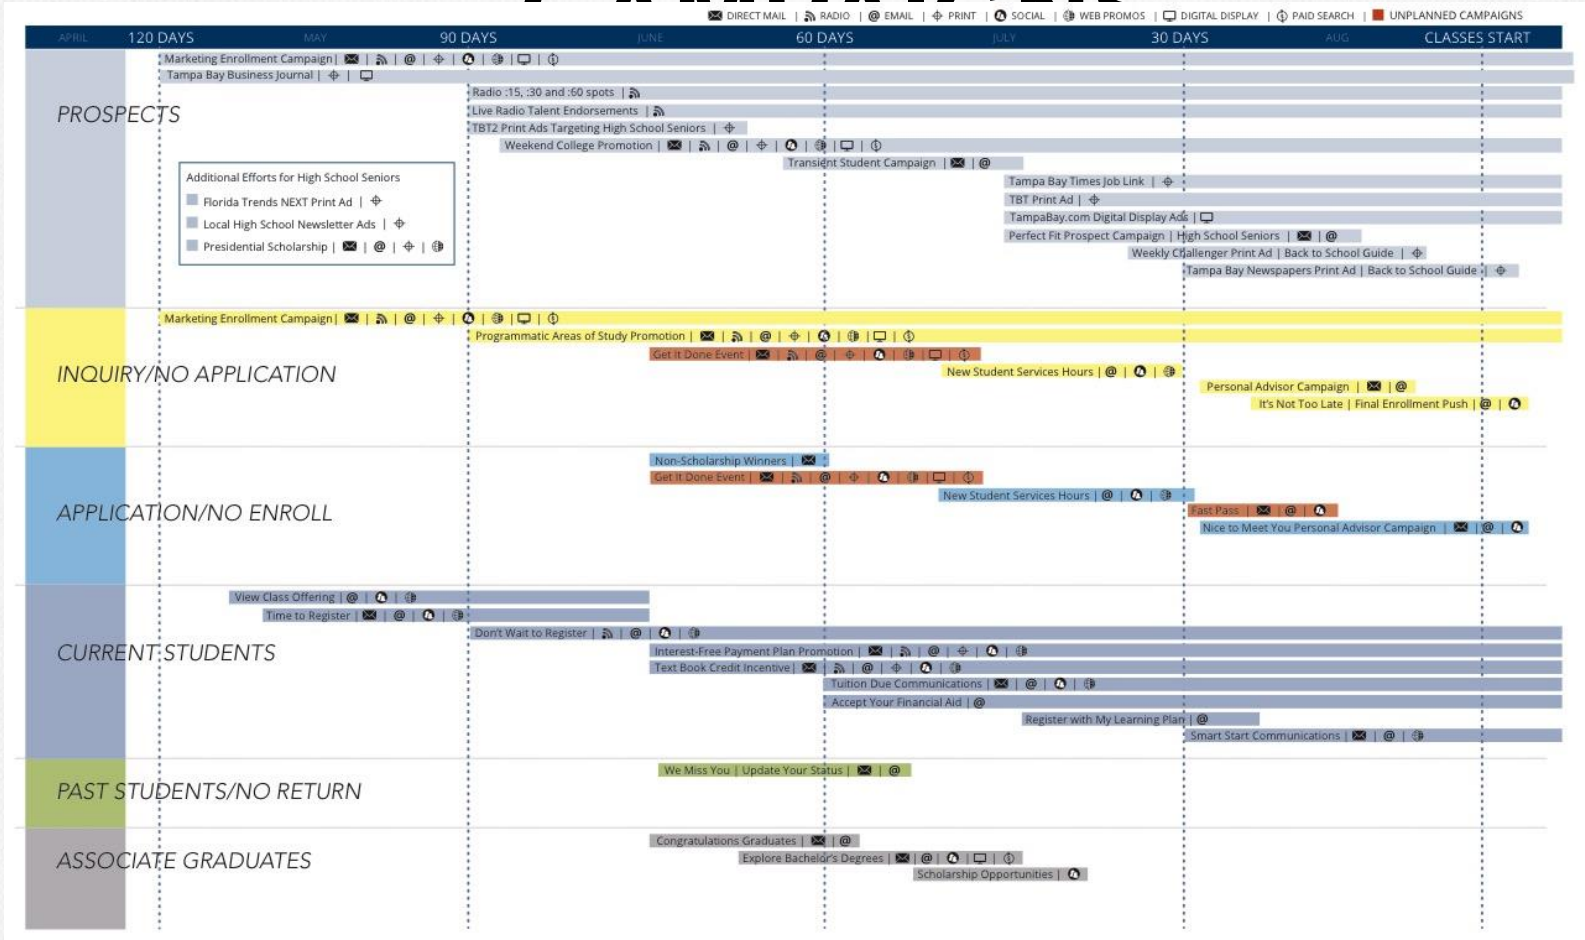 DIRECT MAIL | RADIO | @ EMAIL | PRINT | SOCIAL | WEB PROMOS | DIGITAL DISPLAY | PAID SEARCH | UNPLANNED CAMPAIGNS
APRIL 120 DAYS MAY 90 DAYS JUNE 60 DAYS JULY 30 DAYS AUG CLASSES START
PROSPECTS
Marketing Enrollment Campaign | | | @ | | | | |
Tampa Bay Business Journal | |
Radio :15, :30 and :60 spots |
Live Radio Talent Endorsements |
TBT2 Print Ads Targeting High School Seniors |
Weekend College Promotion | | | @ | | | | |
Transient Student Campaign | | @
Tampa Bay Times Job Link |
TBT Print Ad |
TampaBay.com Digital Display Ads |
Perfect Fit Prospect Campaign | High School Seniors | | @
Weekly Challenger Print Ad | Back to School Guide |
Tampa Bay Newspapers Print Ad | Back to School Guide |
Additional Efforts for High School Seniors
Florida Trends NEXT Print Ad |
Local High School Newsletter Ads |
Presidential Scholarship | | @ | |
INQUIRY/NO APPLICATION
Marketing Enrollment Campaign | | | @ | | | | |
Programmatic Areas of Study Promotion | | | @ | | | | |
Get It Done Event | | | @ | | | | |
New Student Services Hours | @ | |
Personal Advisor Campaign | | @
It's Not Too Late | Final Enrollment Push | @ |
APPLICATION/NO ENROLL
Non-Scholarship Winners |
Get It Done Event | | | @ | | | | |
New Student Services Hours | @ | |
Fast Pass | | @ |
Nice to Meet You Personal Advisor Campaign | | @ |
CURRENT STUDENTS
View Class Offering | @ | |
Time to Register | | @ | |
Don't Wait to Register | | @ | |
Interest-Free Payment Plan Promotion | | | @ | | |
Text Book Credit Incentive | | | @ | | |
Tuition Due Communications | | @ | |
Accept Your Financial Aid | @
Register with My Learning Plan | @
Smart Start Communications | | @ |
PAST STUDENTS/NO RETURN
We Miss You | Update Your Status | | @
ASSOCIATE GRADUATES
Congratulations Graduates | | @
Explore Bachelor's Degrees | | @ | | |
Scholarship Opportunities |